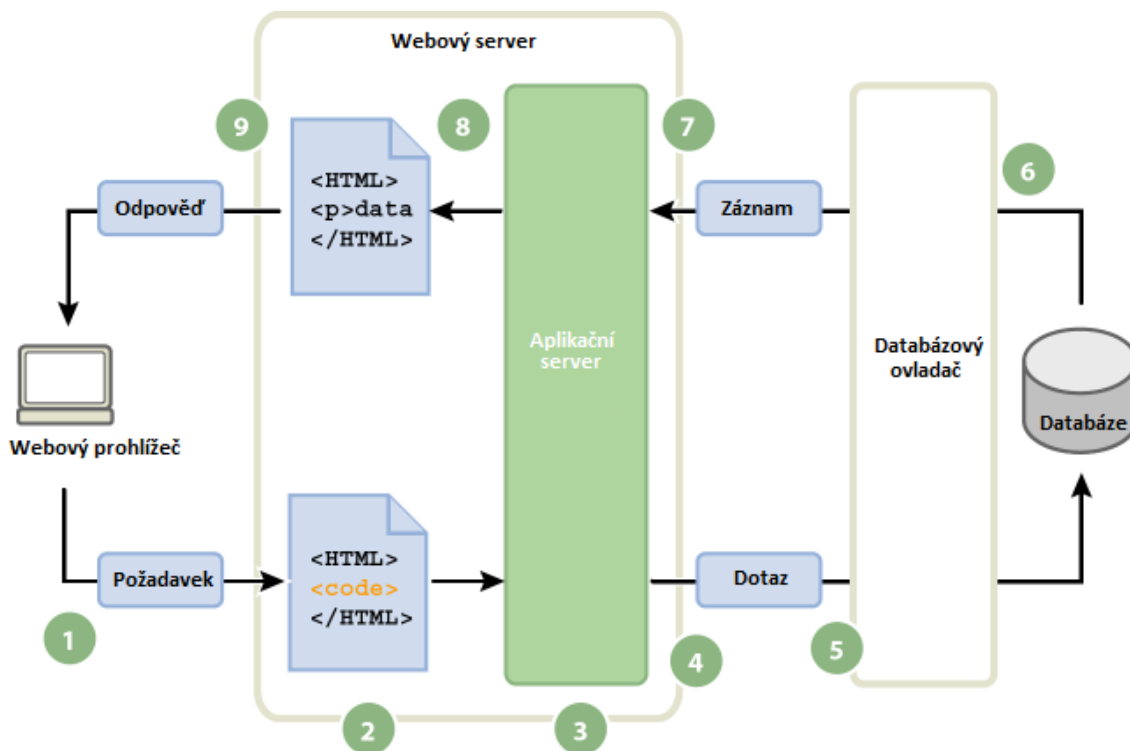 Webový server
9
8
7
6
<HTML>
<p>data
</HTML>
Odpověď
Záznam
Aplikační
server
Databázový
ovladač
Webový prohlížeč
Databáze
<HTML>
<code>
</HTML>
Požadavek
Dotaz
1
2
3
4
5